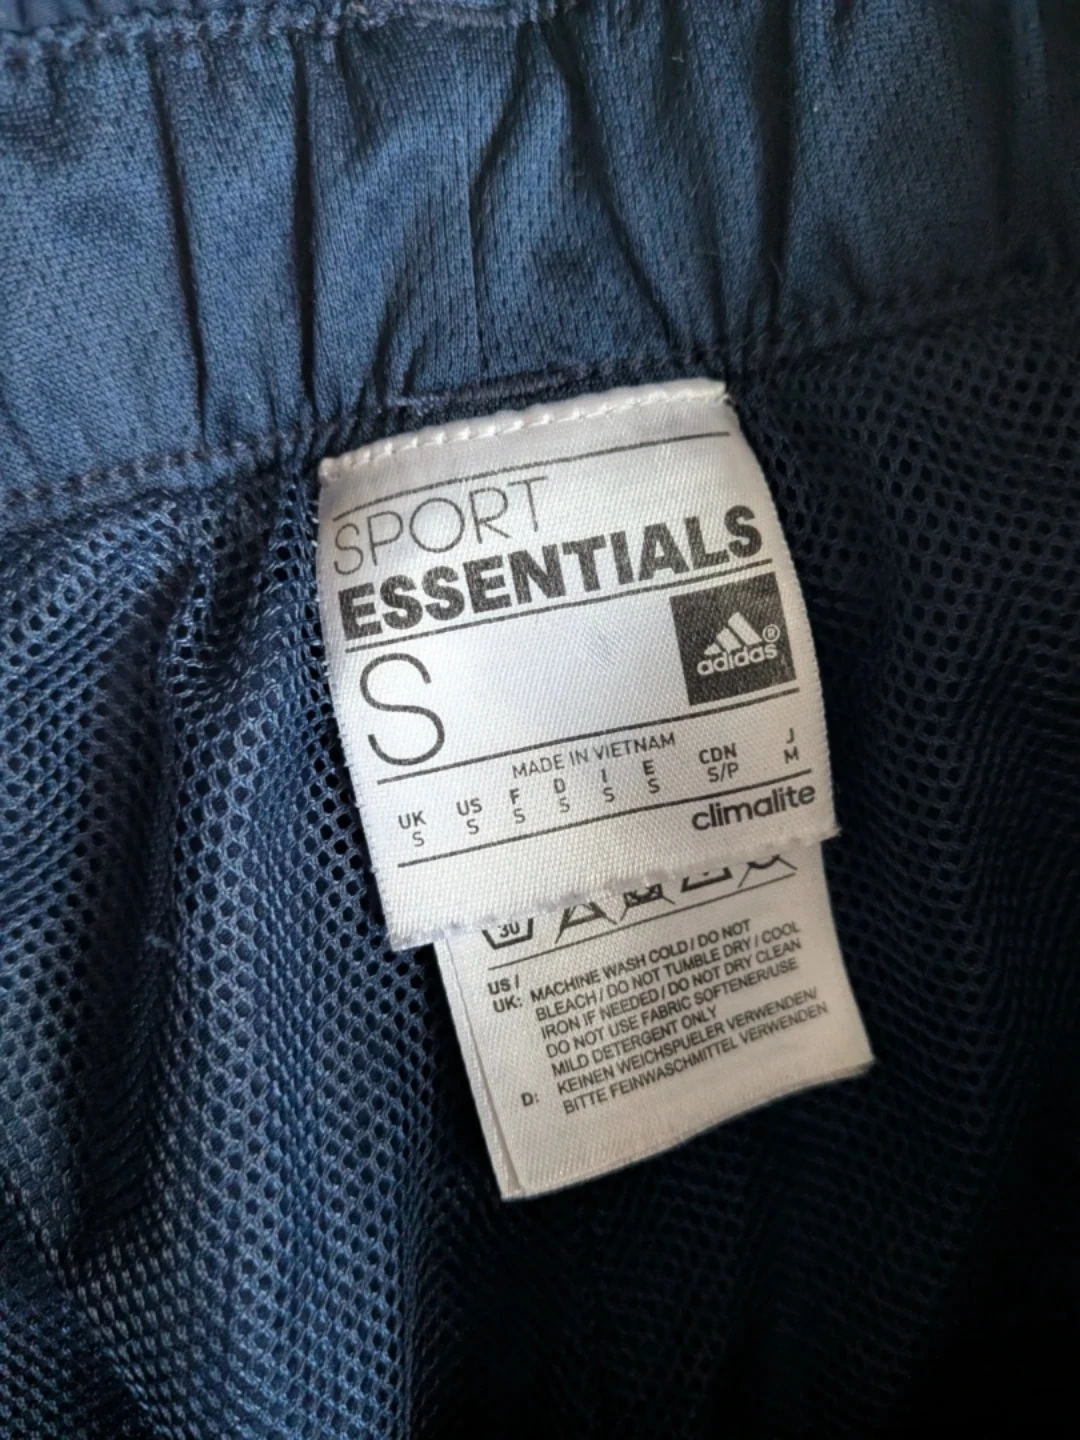 SPORT
ESSENTIALS
S
adidas®
MADE IN VIETNAM
UK US F D I E CDN J
S S S S S S S/P M
climalite
30
US / MACHINE WASH COLD / DO NOT
UK: BLEACH / DO NOT TUMBLE DRY / COOL
IRON IF NEEDED / DO NOT DRY CLEAN
DO NOT USE FABRIC SOFTENER/USE
MILD DETERGENT ONLY
D: KEINEN WEICHSPUELER VERWENDEN/
BITTE FEINWASCHMITTEL VERWENDEN